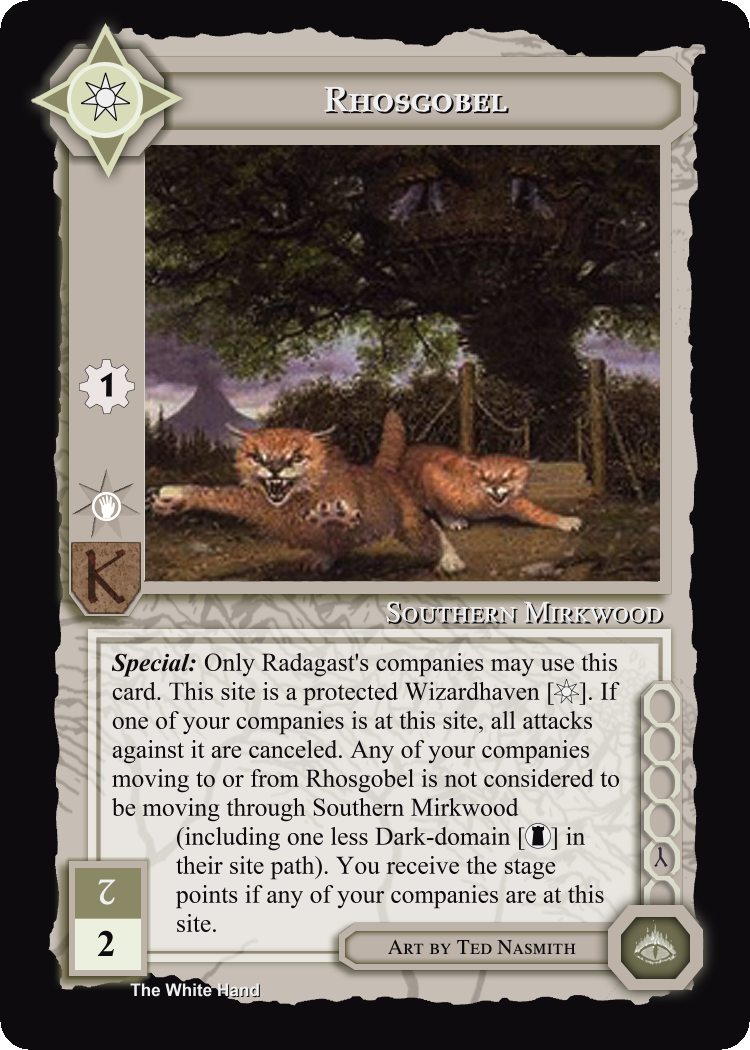 Rhosgobel
1
K
Southern Mirkwood
Special: Only Radagast's companies may use this
card. This site is a protected Wizardhaven [ ]. If
one of your companies is at this site, all attacks
against it are canceled. Any of your companies
moving to or from Rhosgobel is not considered to
be moving through Southern Mirkwood
(including one less Dark-domain [ ] in
their site path). You receive the stage
points if any of your companies are at this
site.
2
Art by Ted Nasmith
The White Hand